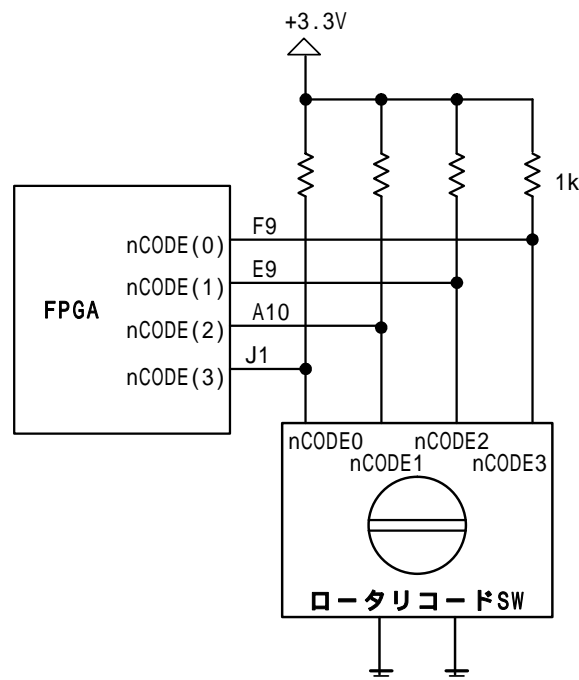 +3.3V
1k
F9
nCODE(0)
E9
nCODE(1)
FPGA
A10
nCODE(2)
J1
nCODE(3)
nCODE0
nCODE2
nCODE1
nCODE3
ロータリコードSW